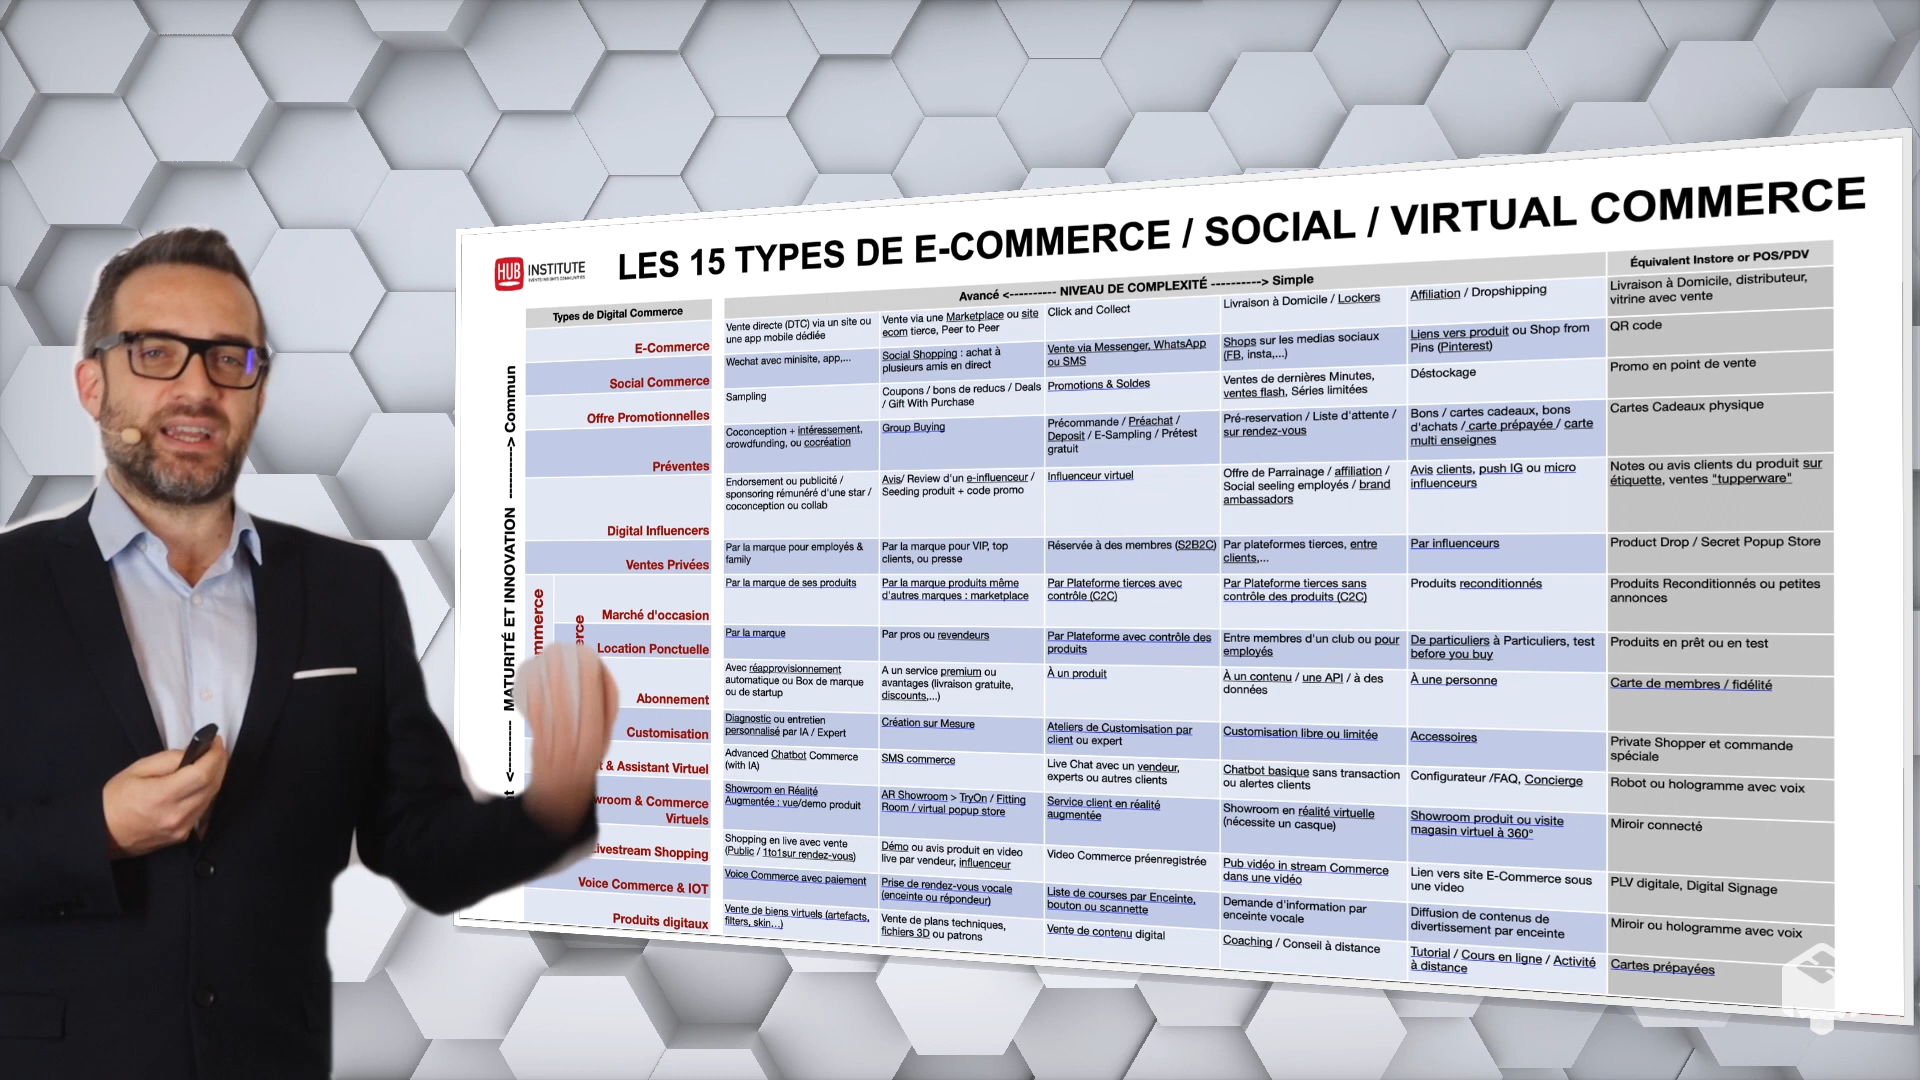 LES 15 TYPES DE E-COMMERCE / SOCIAL / VIRTUAL COMMERCE
HUB INSTITUTE
Types de Digital Commerce
Avancé <---------- NIVEAU DE COMPLEXITÉ ----------> Simple
Équivalent Instore or POS/PDV
MATURITÉ ET INNOVATION ----------> Commun
E-Commerce
Vente directe (DTC) via un site ou
une app mobile dédiée
Vente via une Marketplace ou site
ecom tierce, Peer to Peer
Click and Collect
Livraison à Domicile / Lockers
Affiliation / Dropshipping
Livraison à Domicile, distributeur,
vitrine avec vente
Social Commerce
Wechat avec minisite, app,...
Social Shopping : achat à
plusieurs amis en direct
Vente via Messenger, WhatsApp
ou SMS
Shops sur les medias sociaux
(FB, insta,...)
Liens vers produit ou Shop from
Pins (Pinterest)
QR code
Offre Promotionnelles
Sampling
Coupons / bons de reducs / Deals
/ Gift With Purchase
Promotions & Soldes
Ventes de dernières Minutes,
ventes flash, Séries limitées
Déstockage
Promo en point de vente
Préventes
Coconception + intéressement,
crowdfunding, ou cocréation
Group Buying
Précommande / Préachat /
Deposit / E-Sampling / Prétest
gratuit
Pré-reservation / Liste d'attente /
sur rendez-vous
Bons / cartes cadeaux, bons
d'achats / carte prépayée / carte
multi enseignes
Cartes Cadeaux physique
Digital Influencers
Endorsement ou publicité /
sponsoring rémunéré d'une star /
coconception ou collab
Avis/ Review d'un e-influenceur /
Seeding produit + code promo
Influenceur virtuel
Offre de Parrainage / affiliation /
Social seeling employés / brand
ambassadors
Avis clients, push IG ou micro
influenceurs
Notes ou avis clients du produit sur
étiquette, ventes "tupperware"
Ventes Privées
Par la marque pour employés &
family
Par la marque pour VIP, top
clients, ou presse
Réservée à des membres (S2B2C)
Par plateformes tierces, entre
clients,...
Par influenceurs
Product Drop / Secret Popup Store
Marché d'occasion
Par la marque de ses produits
Par la marque produits même
d'autres marques : marketplace
Par Plateforme tierces avec
contrôle (C2C)
Par Plateforme tierces sans
contrôle des produits (C2C)
Produits reconditionnés
Produits Reconditionnés ou petites
annonces
Location Ponctuelle
Par la marque
Par pros ou revendeurs
Par Plateforme avec contrôle des
produits
Entre membres d'un club ou pour
employés
De particuliers à Particuliers, test
before you buy
Produits en prêt ou en test
Abonnement
Avec réapprovisionnement
automatique ou Box de marque
ou de startup
A un service premium ou
avantages (livraison gratuite,
discounts,...)
À un produit
À un contenu / une API / à des
données
À une personne
Carte de membres / fidélité
Customisation
Diagnostic ou entretien
personnalisé par IA / Expert
Création sur Mesure
Ateliers de Customisation par
client ou expert
Customisation libre ou limitée
Accessoires
Private Shopper et commande
spéciale
& Assistant Virtuel
Advanced Chatbot Commerce
(with IA)
SMS commerce
Live Chat avec un vendeur,
experts ou autres clients
Chatbot basique sans transaction
ou alertes clients
Configurateur /FAQ, Concierge
Robot ou hologramme avec voix
& Commerce
Virtuels
Showroom en Réalité
Augmentée : vue/demo produit
AR Showroom > TryOn / Fitting
Room / virtual popup store
Service client en réalité
augmentée
Showroom en réalité virtuelle
(nécessite un casque)
Showroom produit ou visite
magasin virtuel à 360°
Miroir connecté
Livestream Shopping
Shopping en live avec vente
(Public / 1to1sur rendez-vous)
Démo ou avis produit en video
live par vendeur, influencer
Video Commerce préenregistrée
Pub vidéo in stream Commerce
dans une vidéo
Lien vers site E-Commerce sous
une video
PLV digitale, Digital Signage
Voice Commerce & IOT
Voice Commerce avec paiement
Prise de rendez-vous vocale
(enceinte ou répondeur)
Liste de courses par Enceinte,
bouton ou scannette
Demande d'information par
enceinte vocale
Diffusion de contenus de
divertissement par enceinte
Miroir ou hologramme avec voix
Produits digitaux
Vente de biens virtuels (artefacts,
filters, skin...)
Vente de plans techniques,
fichiers 3D ou patrons
Vente de contenu digital
Coaching / Conseil à distance
Tutorial / Cours en ligne / Activité
à distance
Cartes prépayées